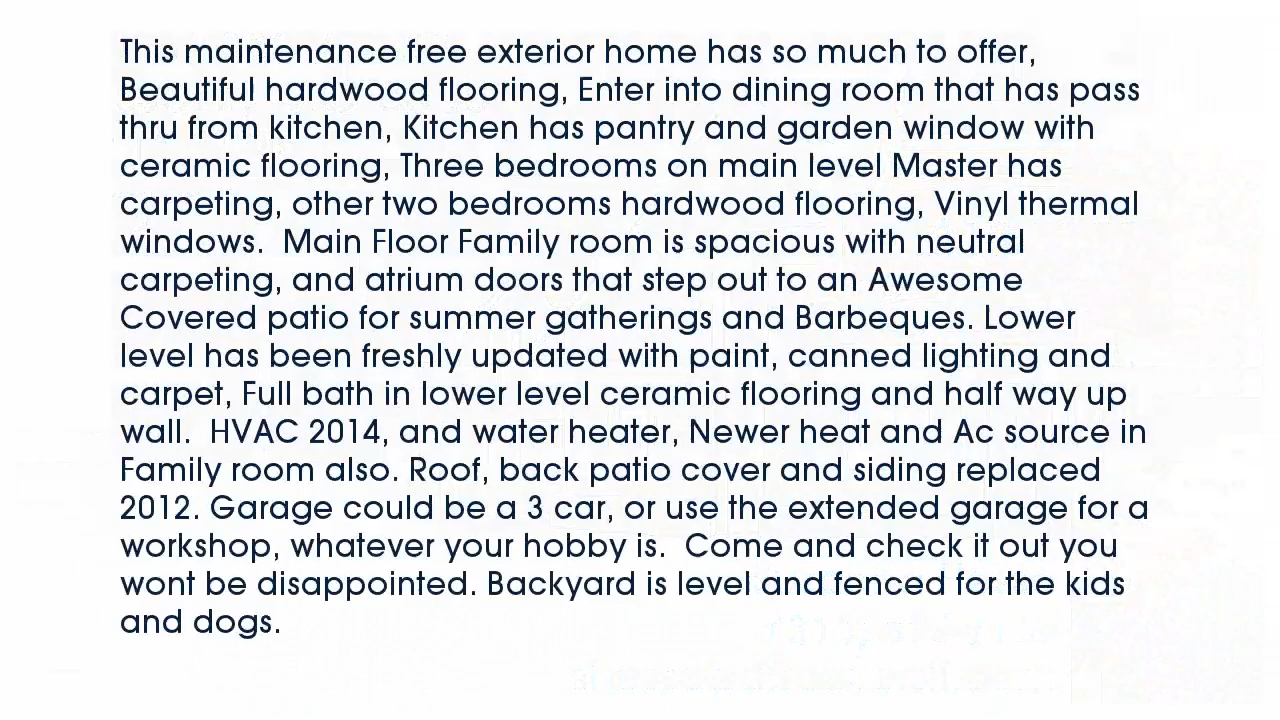 This maintenance free exterior home has so much to offer,
Beautiful hardwood flooring, Enter into dining room that has pass
thru from kitchen, Kitchen has pantry and garden window with
ceramic flooring, Three bedrooms on main level Master has
carpeting, other two bedrooms hardwood flooring, Vinyl thermal
windows.  Main Floor Family room is spacious with neutral
carpeting, and atrium doors that step out to an Awesome
Covered patio for summer gatherings and Barbeques. Lower
level has been freshly updated with paint, canned lighting and
carpet, Full bath in lower level ceramic flooring and half way up
wall.  HVAC 2014, and water heater, Newer heat and Ac source in
Family room also. Roof, back patio cover and siding replaced
2012. Garage could be a 3 car, or use the extended garage for a
workshop, whatever your hobby is.  Come and check it out you
wont be disappointed. Backyard is level and fenced for the kids
and dogs.